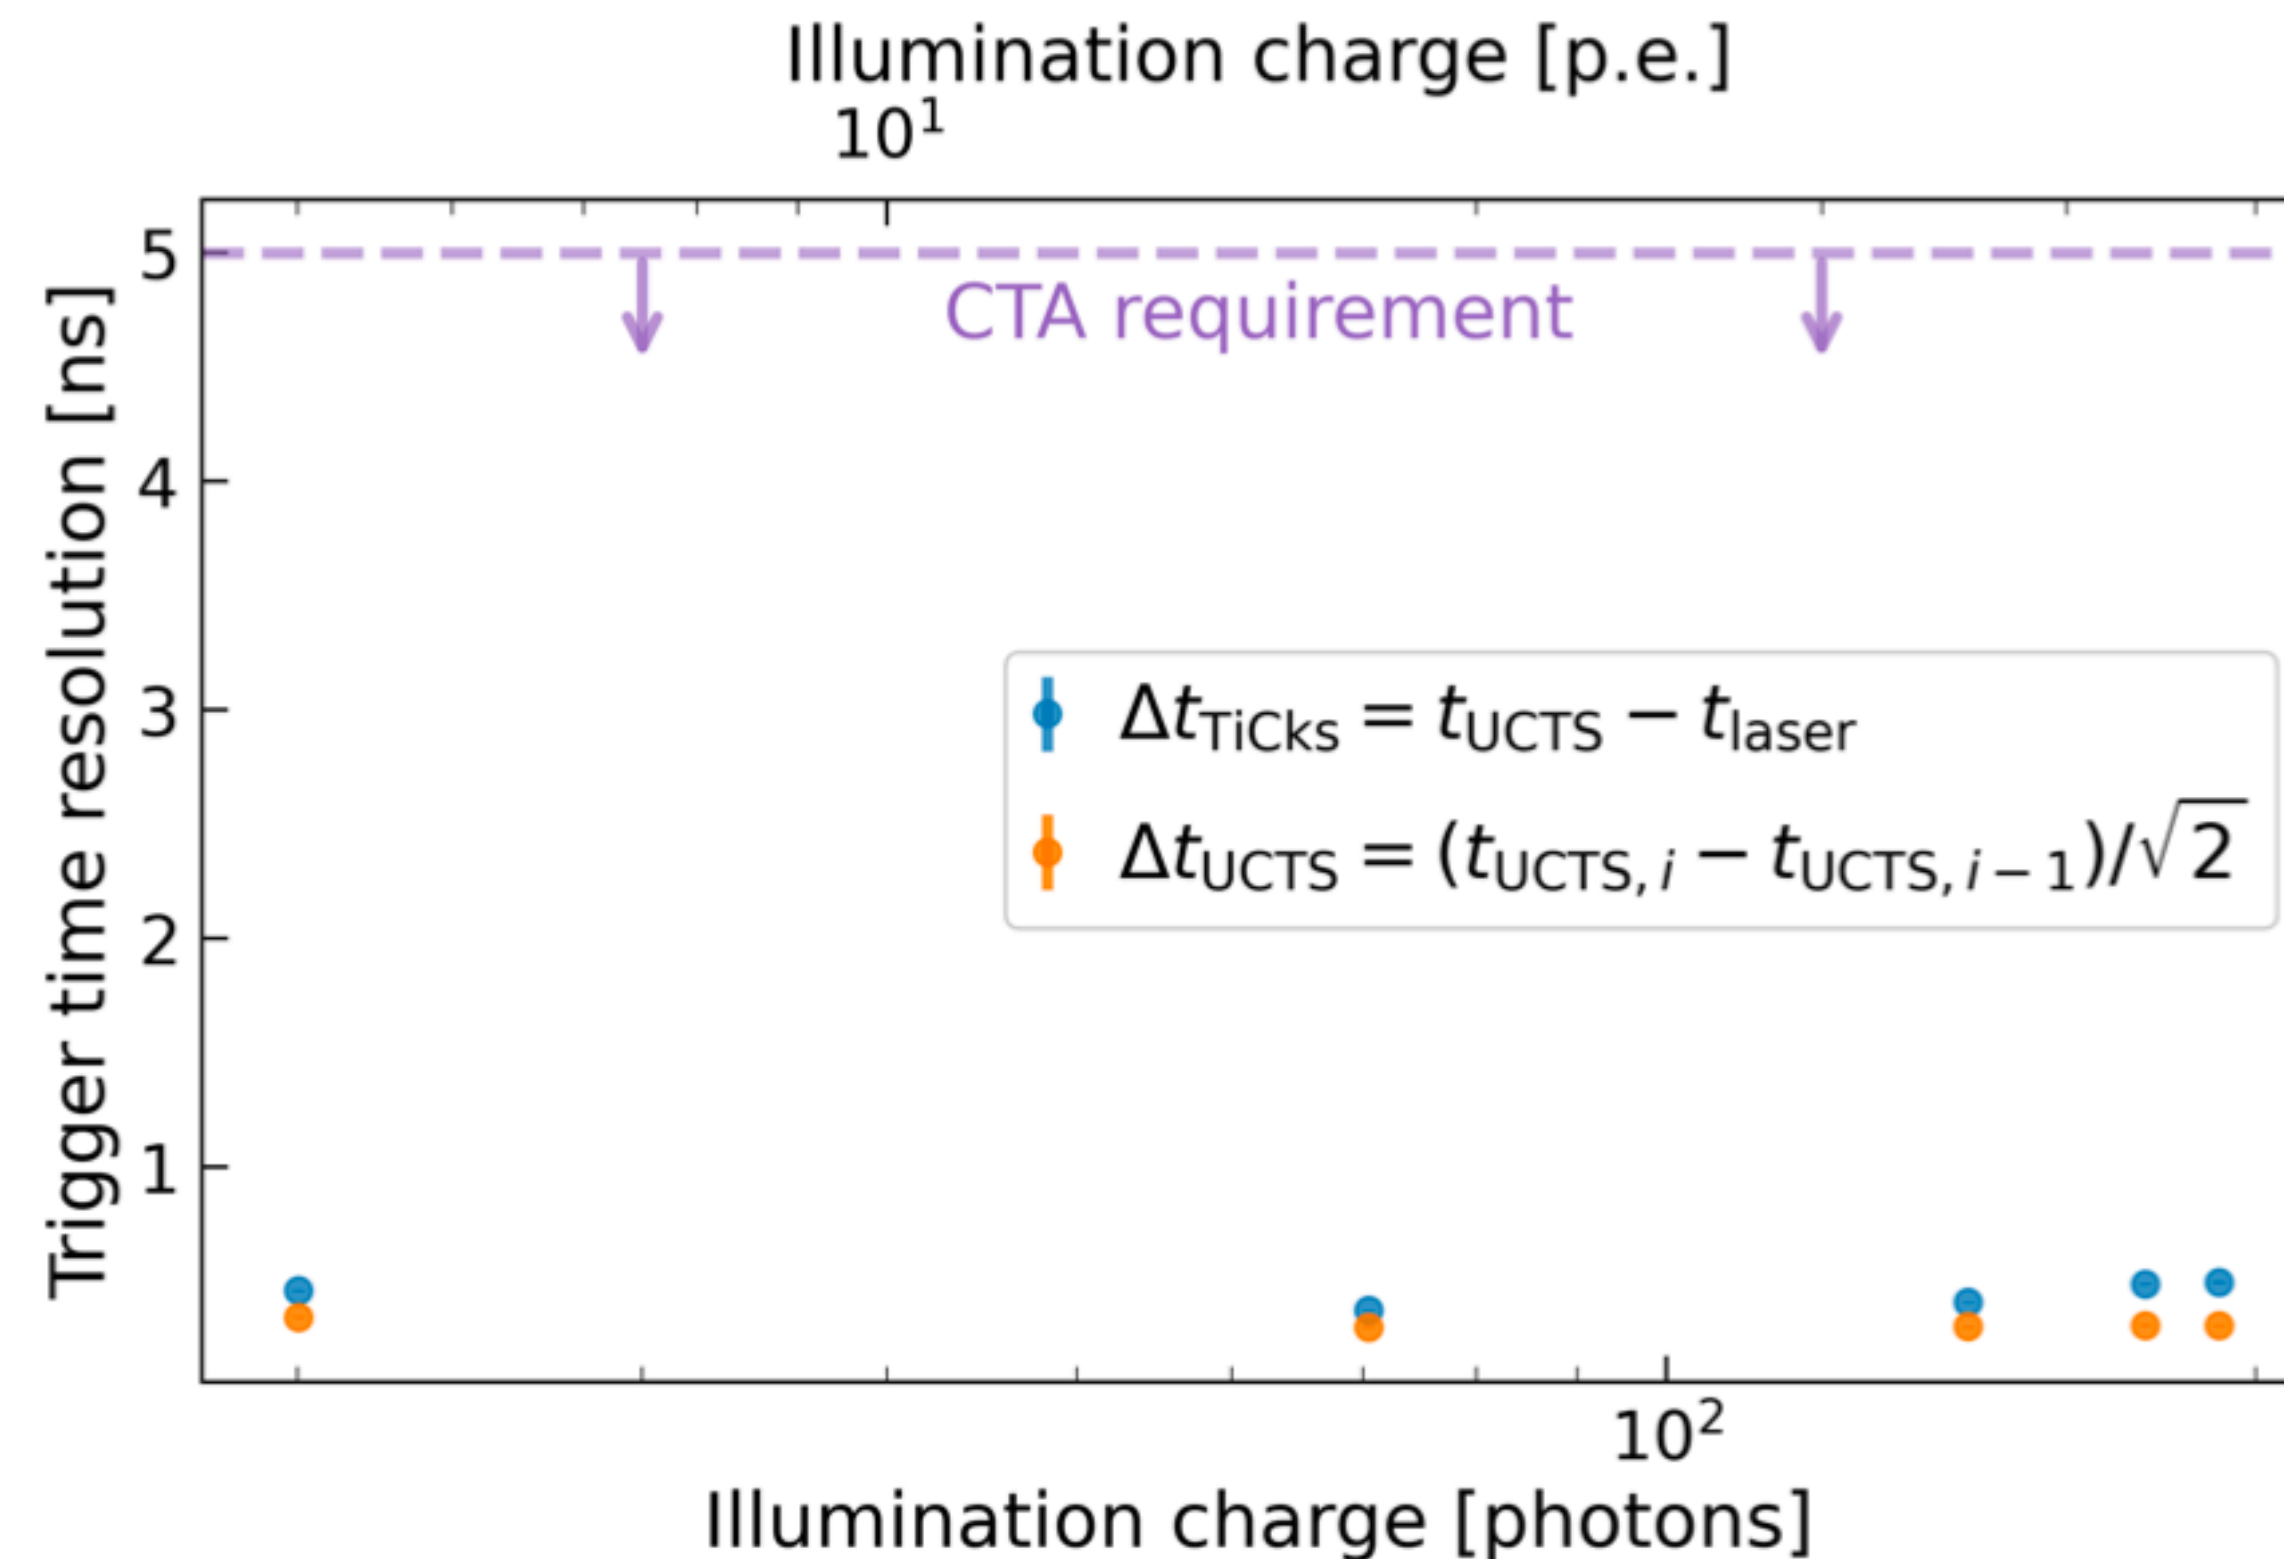 Illumination charge [p.e.]
10¹
5
CTA requirement
4
3
2
1
Trigger time resolution [ns]
Δt_TiCks = t_UCTS − t_laser
Δt_UCTS = (t_UCTS, i − t_UCTS, i − 1)/√2
10²
Illumination charge [photons]